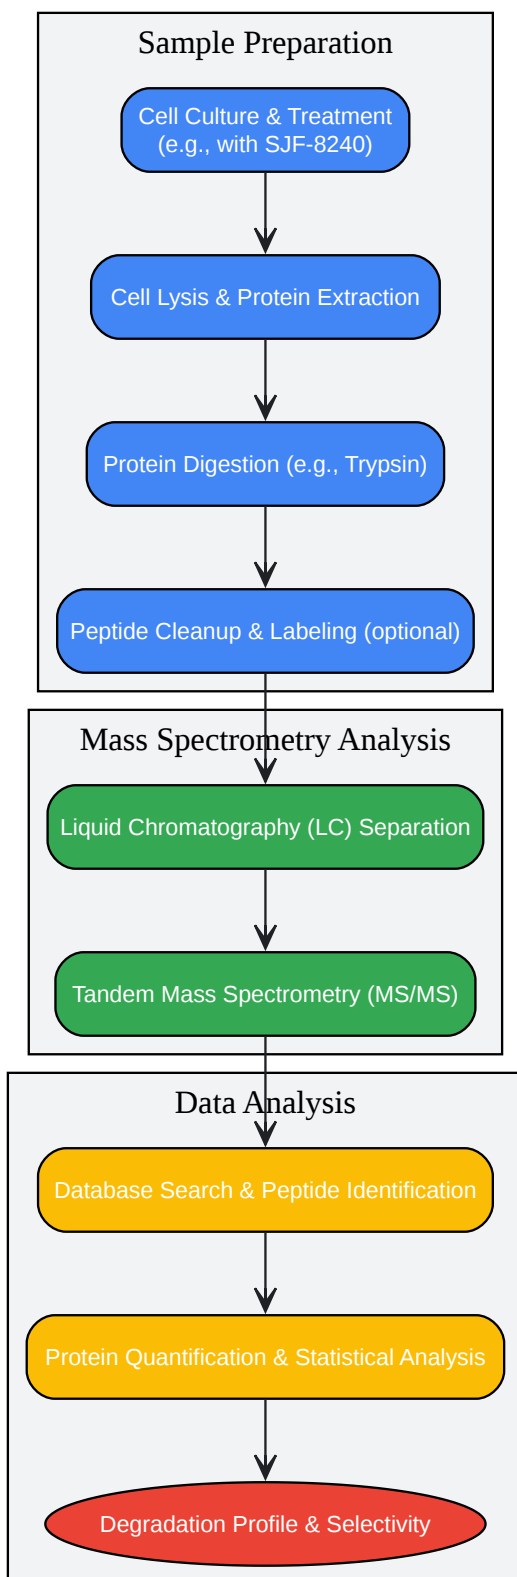 Sample Preparation
Cell Culture & Treatment
(e.g., with SJF-8240)
Cell Lysis & Protein Extraction
Protein Digestion (e.g., Trypsin)
Peptide Cleanup & Labeling (optional)
Mass Spectrometry Analysis
Liquid Chromatography (LC) Separation
Tandem Mass Spectrometry (MS/MS)
Data Analysis
Database Search & Peptide Identification
Protein Quantification & Statistical Analysis
Degradation Profile & Selectivity